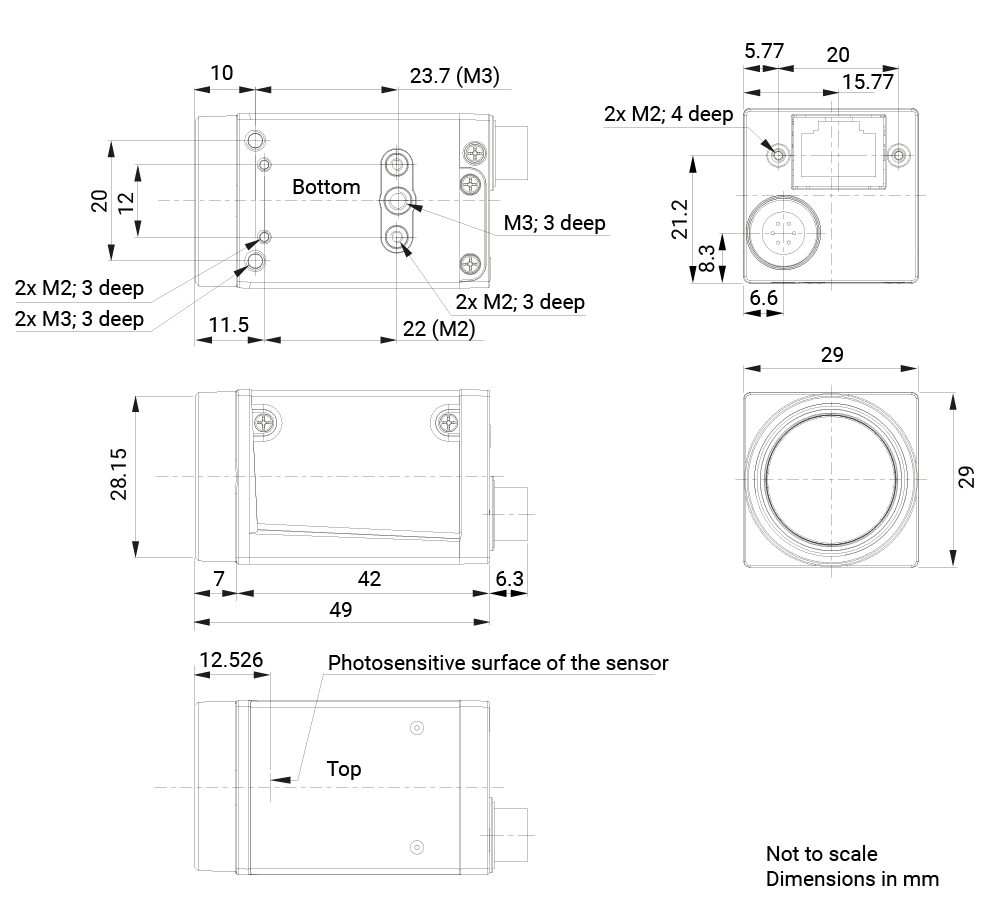 5.77
20
10
23.7 (M3)
15.77
2x M2; 4 deep
Bottom
20
12
M3; 3 deep
21.2
8.3
2x M2; 3 deep
2x M3; 3 deep
2x M2; 3 deep
6.6
11.5
22 (M2)
29
28.15
29
7
42
6.3
49
12.526
Photosensitive surface of the sensor
Top
Not to scale
Dimensions in mm